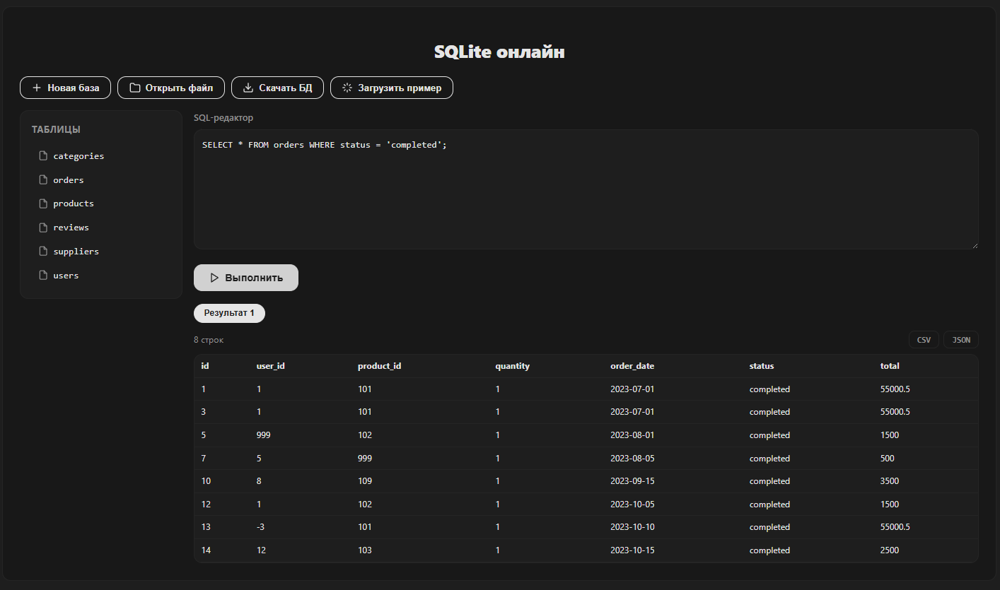 SQLite онлайн
Новая база Открыть файл Скачать БД Загрузить пример
ТАБЛИЦЫ
categories
orders
products
reviews
suppliers
users
SQL-редактор
SELECT * FROM orders WHERE status = 'completed';
Выполнить
Результат 1
8 строк CSV JSON
id user_id product_id quantity order_date status total
1 1 101 1 2023-07-01 completed 55000.5
3 1 101 1 2023-07-01 completed 55000.5
5 999 102 1 2023-08-01 completed 1500
7 5 999 1 2023-08-05 completed 500
10 8 109 1 2023-09-15 completed 3500
12 1 102 1 2023-10-05 completed 1500
13 -3 101 1 2023-10-10 completed 55000.5
14 12 103 1 2023-10-15 completed 2500